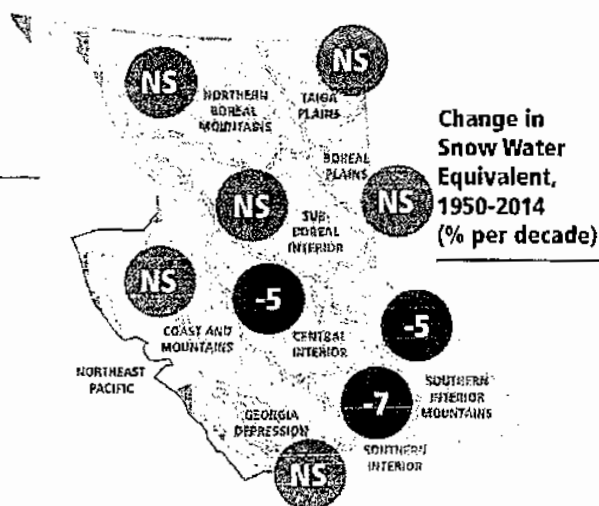 NS
NORTHERN
BOREAL
MOUNTAINS
NS
TAIGA
PLAINS
Change in
Snow Water
Equivalent,
1950-2014
(% per decade)
BOREAL
PLAINS
NS
NS
SUB-
BOREAL
INTERIOR
NS
COAST AND
MOUNTAINS
-5
CENTRAL
INTERIOR
-5
SOUTHERN
INTERIOR
MOUNTAINS
NORTHEAST
PACIFIC
-7
SOUTHERN
INTERIOR
GEORGIA
DEPRESSION
NS